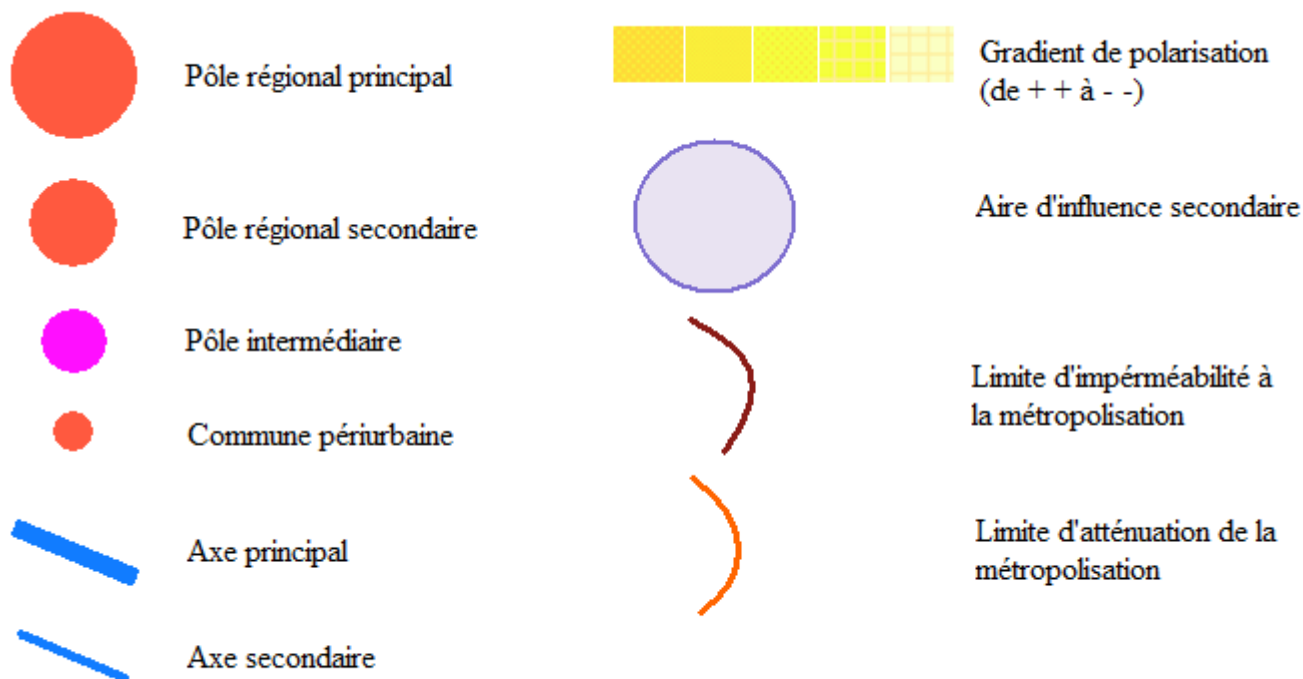 Pôle régional principal
Pôle régional secondaire
Pôle intermédiaire
Commune périurbaine
Axe principal
Axe secondaire
Gradient de polarisation
(de + + à - -)
Aire d'influence secondaire
Limite d'impérméabilité à
la métropolisation
Limite d'atténuation de la
métropolisation